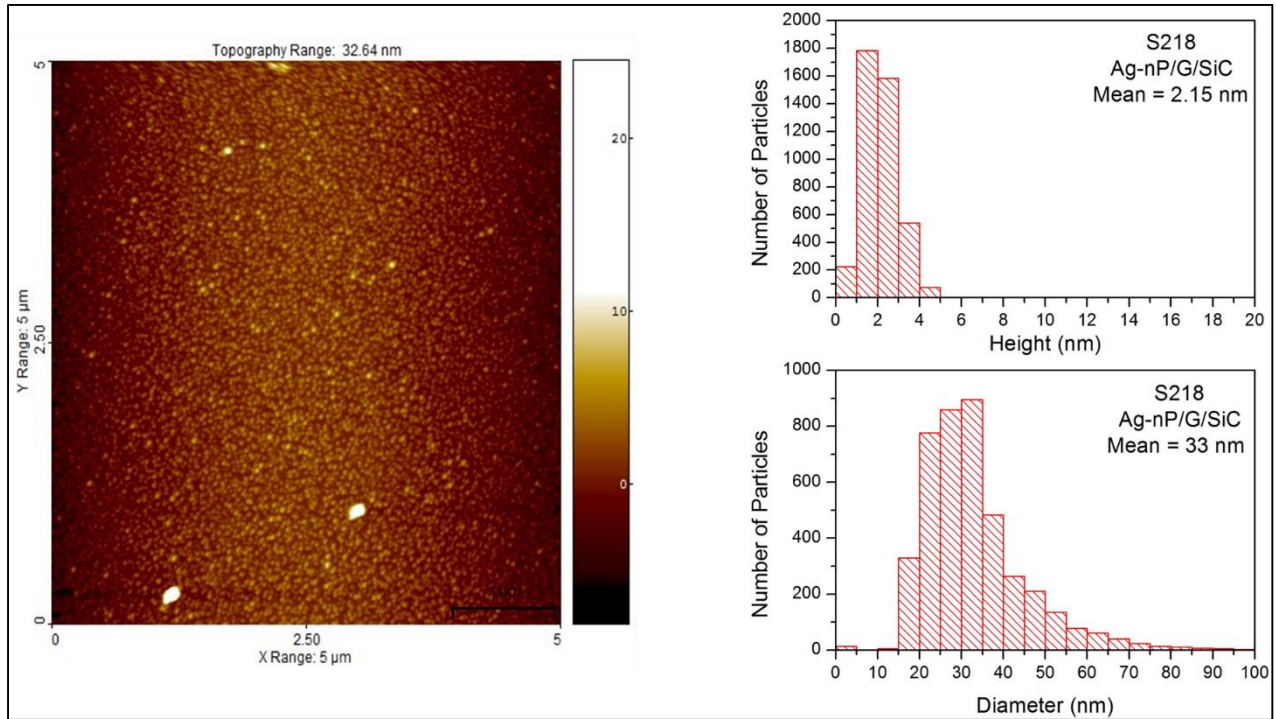 Topography Range: 32.64 nm
5
Y Range: 5 µm
2.50
0
0
2.50
5
X Range: 5 µm
20
10
0
2000
1800
1600
1400
1200
1000
800
600
400
200
0
Number of Particles
S218
Ag-nP/G/SiC
Mean = 2.15 nm
0 2 4 6 8 10 12 14 16 18 20
Height (nm)
1000
800
600
400
200
0
Number of Particles
S218
Ag-nP/G/SiC
Mean = 33 nm
0 10 20 30 40 50 60 70 80 90 100
Diameter (nm)